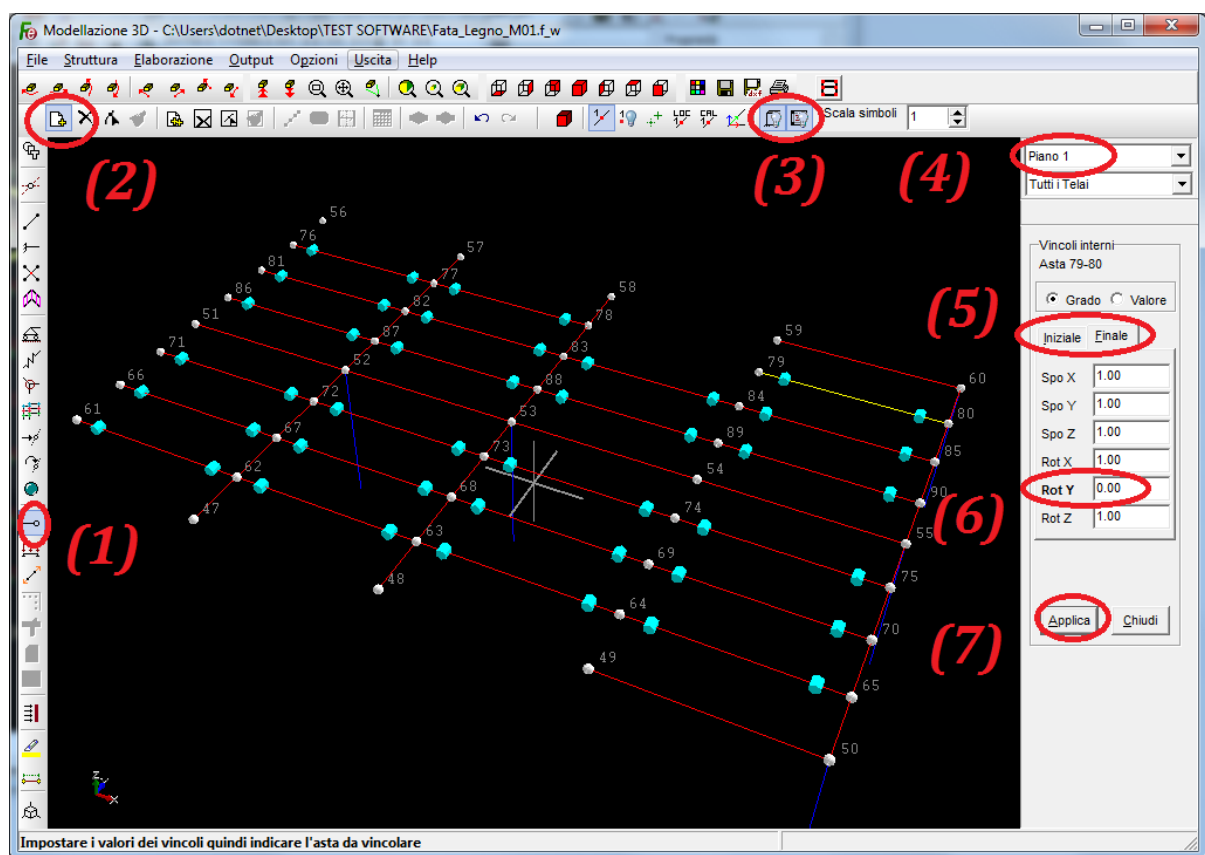 Modellazione 3D - C:\Users\dotnet\Desktop\TEST SOFTWARE\Fata_Legno_M01.f_w
File Struttura Elaborazione Output Opzioni Uscita Help
Scala simboli 1
(1)
(2)
(3)
(4)
(5)
(6)
(7)
Piano 1
Tutti i Telai
Vincoli interni
Asta 79-80
Grado Valore
Iniziale Finale
Spo X 1.00
Spo Y 1.00
Spo Z 1.00
Rot X 1.00
Rot Y 0.00
Rot Z 1.00
Applica Chiudi
56
76
57
81
77
58
86
82
78
51
87
83
59
71
52
88
79
60
66
72
53
84
80
61
67
73
89
85
62
68
54
90
47
63
74
55
48
69
75
64
70
49
65
50
Z
Y
X
Impostare i valori dei vincoli quindi indicare l'asta da vincolare